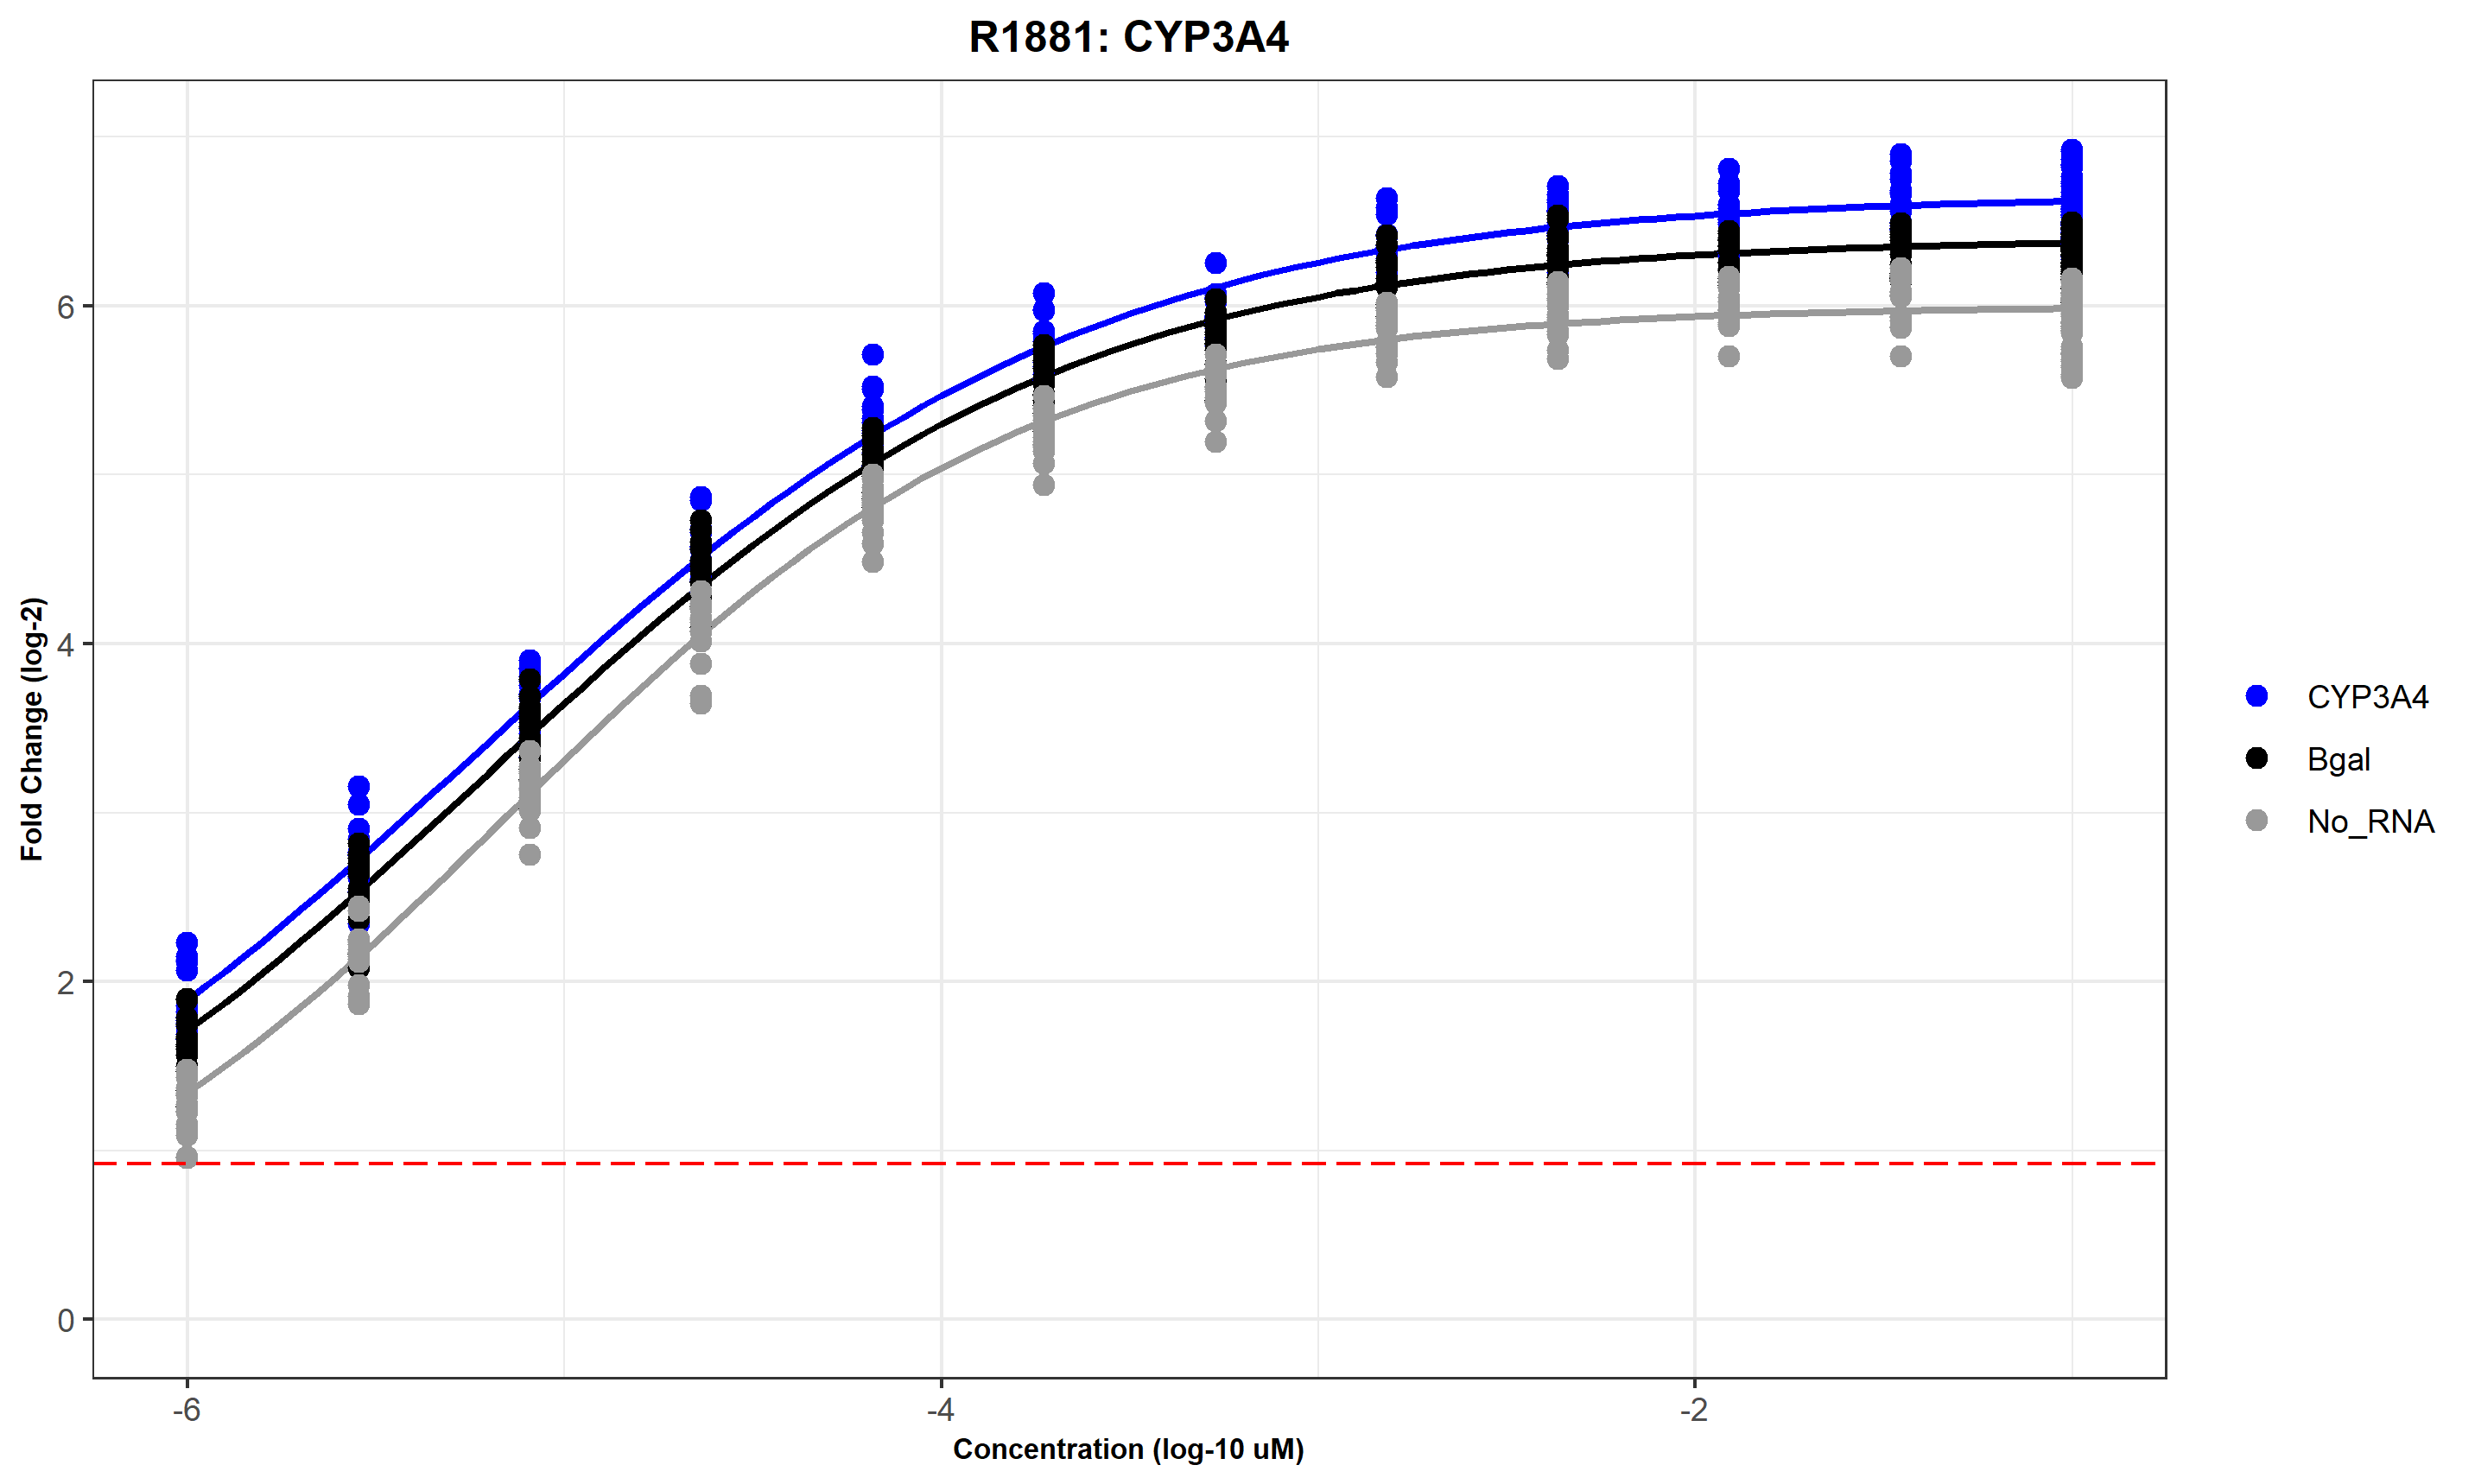 R1881: CYP3A4
Fold Change (log-2)
6
4
2
0
-6
-4
-2
Concentration (log-10 uM)
CYP3A4
Bgal
No_RNA